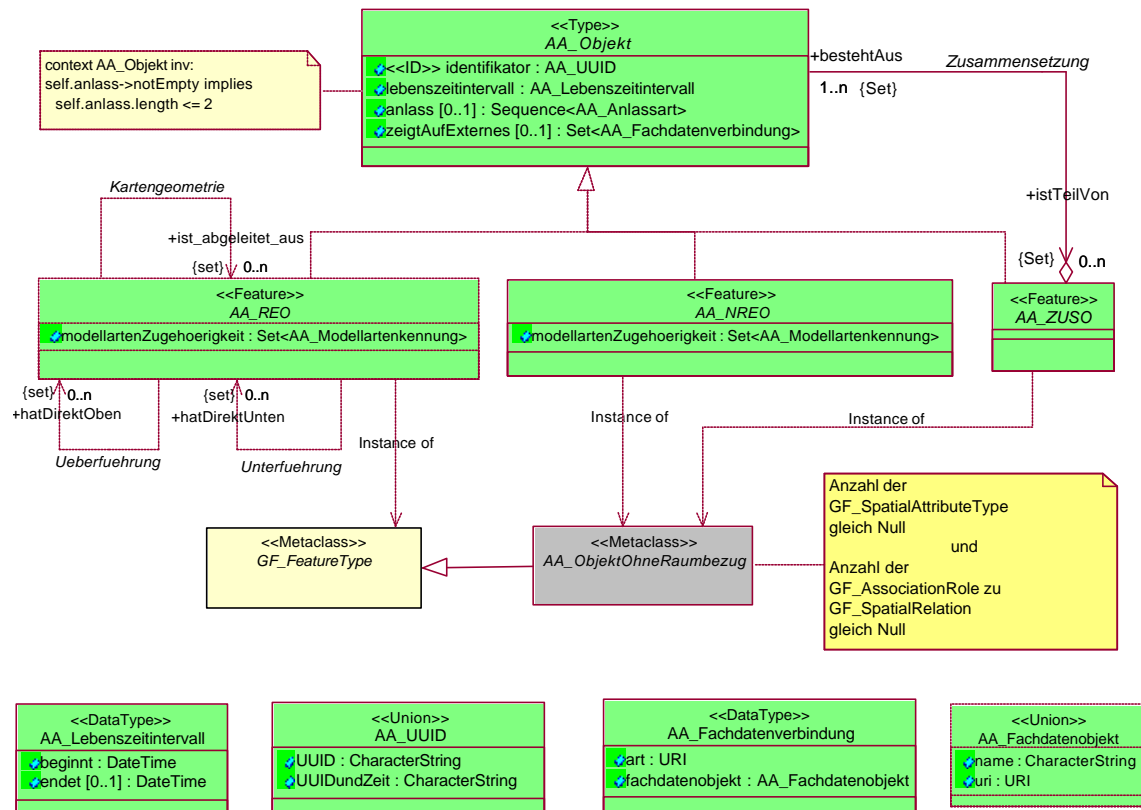 <<Type>>
AA_Objekt
<<ID>> identifikator : AA_UUID
lebenszeitintervall : AA_Lebenszeitintervall
anlass [0..1] : Sequence<AA_Anlassart>
zeigtAufExternes [0..1] : Set<AA_Fachdatenverbindung>
context AA_Objekt inv:
self.anlass->notEmpty implies
self.anlass.length <= 2
+bestehtAus
Zusammensetzung
1..n {Set}
+istTeilVon
{Set} 0..n
Kartengeometrie
+ist_abgeleitet_aus
{set} 0..n
<<Feature>>
AA_REO
modellartenZugehoerigkeit : Set<AA_Modellartenkennung>
<<Feature>>
AA_NREO
modellartenZugehoerigkeit : Set<AA_Modellartenkennung>
<<Feature>>
AA_ZUSO
{set} 0..n
+hatDirektOben
Ueberfuehrung
{set} 0..n
+hatDirektUnten
Unterfuehrung
Instance of
Instance of
Instance of
<<Metaclass>>
GF_FeatureType
<<Metaclass>>
AA_ObjektOhneRaumbezug
Anzahl der
GF_SpatialAttributeType
gleich Null
und
Anzahl der
GF_AssociationRole zu
GF_SpatialRelation
gleich Null
<<DataType>>
AA_Lebenszeitintervall
beginnt : DateTime
endet [0..1] : DateTime
<<Union>>
AA_UUID
UUID : CharacterString
UUIDundZeit : CharacterString
<<DataType>>
AA_Fachdatenverbindung
art : URI
fachdatenobjekt : AA_Fachdatenobjekt
<<Union>>
AA_Fachdatenobjekt
name : CharacterString
uri : URI